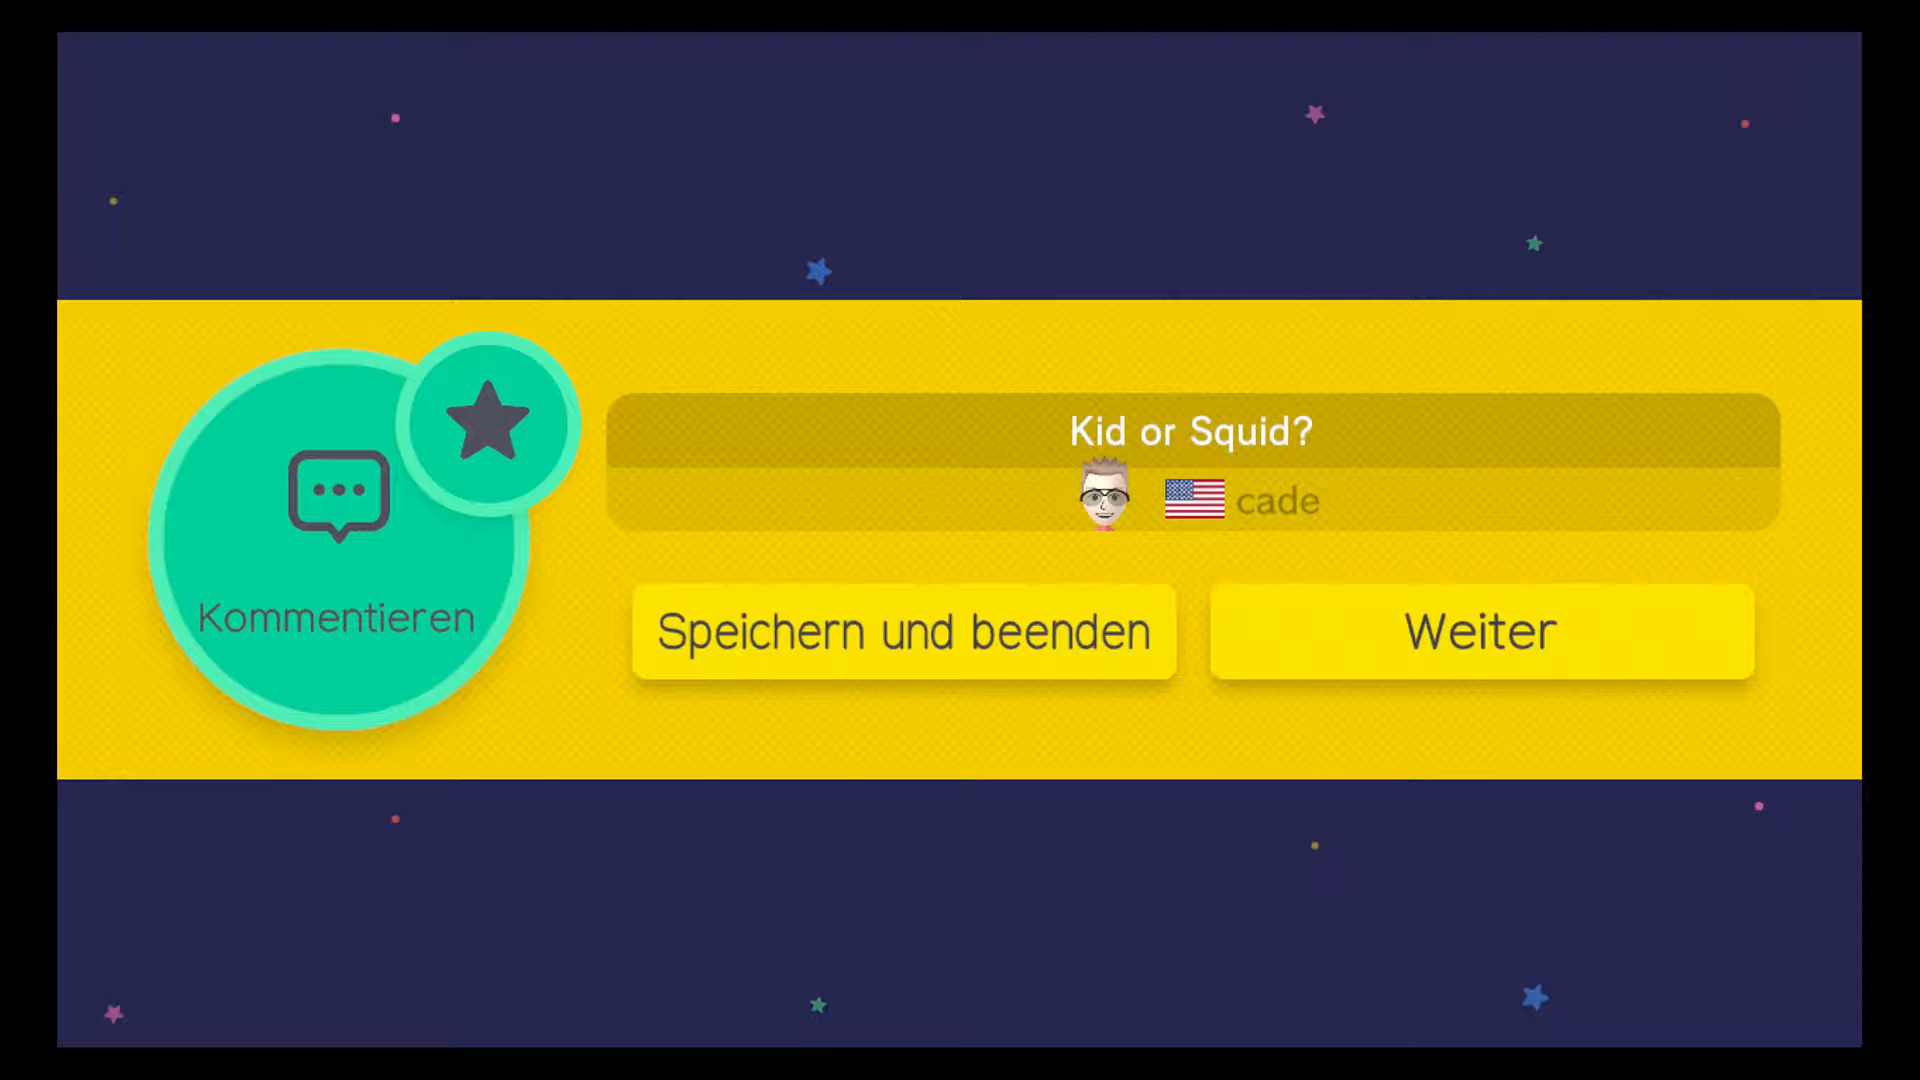 Kid or Squid?
cade
Kommentieren
Speichern und beenden
Weiter